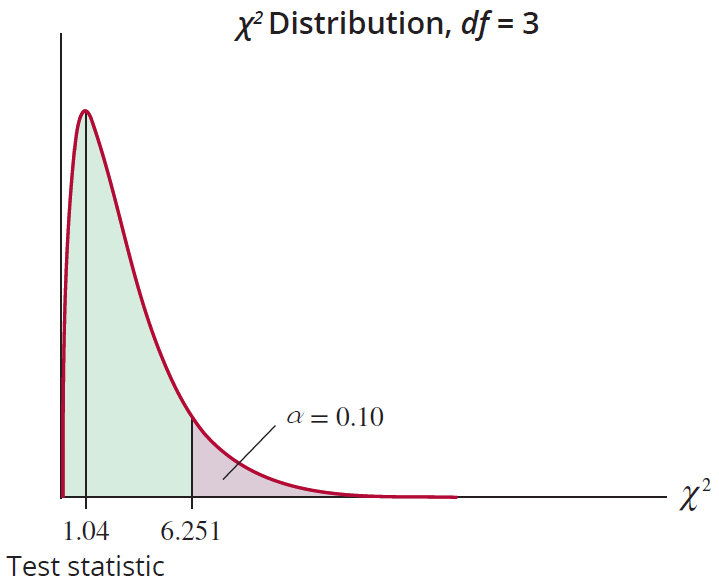 χ² Distribution, df = 3
α = 0.10
χ²
1.04
6.251
Test statistic